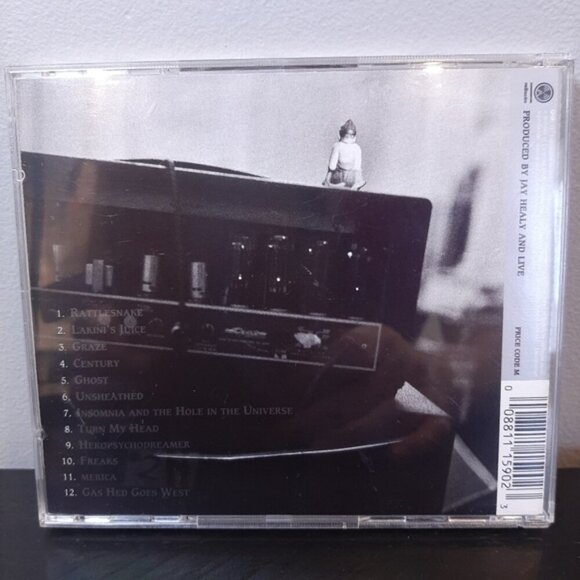 1. Rattlesnake
2. Lakini's Juice
3. Graze
4. Century
5. Ghost
6. Unsheathed
7. Insomnia and the Hole in the Universe
8. Turn My Head
9. Heropsychodreamer
10. Freaks
11. merica
12. Gas Hed Goes West
PRODUCED BY JAY HEALY AND LIVE
PRICE CODE M
0 08811 15902 3